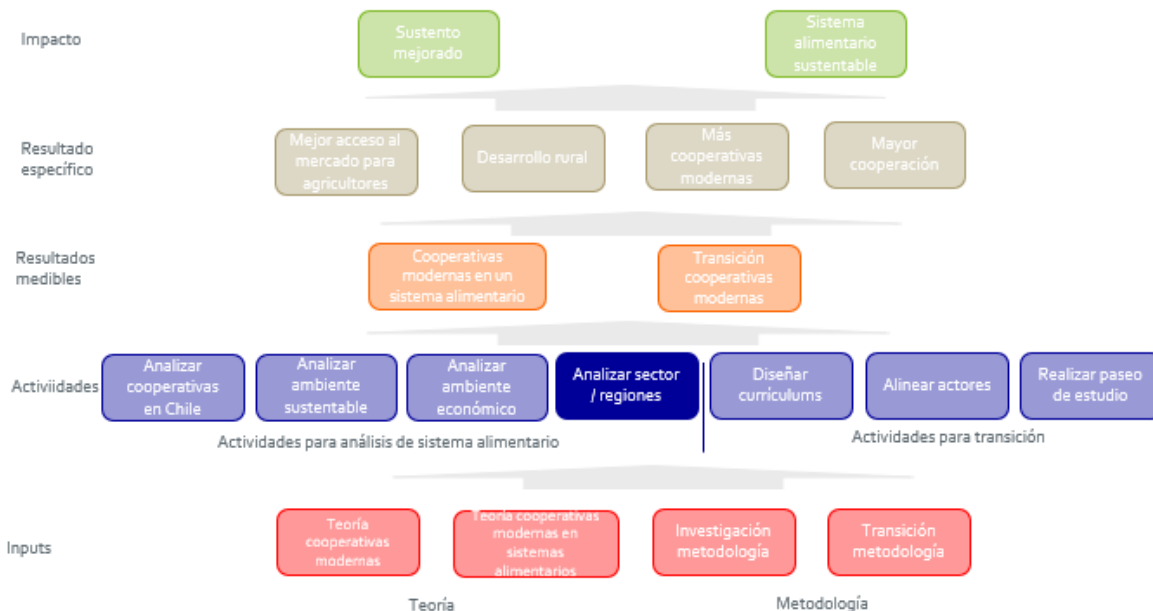 Impacto
Sustento
mejorado
Sistema
alimentario
sustentable
Resultado
específico
Mejor acceso al
mercado para
agricultores
Desarrollo rural
Más
cooperativas
modernas
Mayor
cooperación
Resultados
medibles
Cooperativas
modernas en un
sistema alimentario
Transición
cooperativas
modernas
Activiidades
Analizar
cooperativas
en Chile
Analizar
ambiente
sustentable
Analizar
ambiente
económico
Analizar sector
/ regiones
Diseñar
currículums
Alinear actores
Realizar paseo
de estudio
Actividades para análisis de sistema alimentario
Actividades para transición
Inputs
Teoría
cooperativas
modernas
Teoría cooperativas
modernas en
sistemas
alimentarios
Investigación
metodología
Transición
metodología
Teoría
Metodología